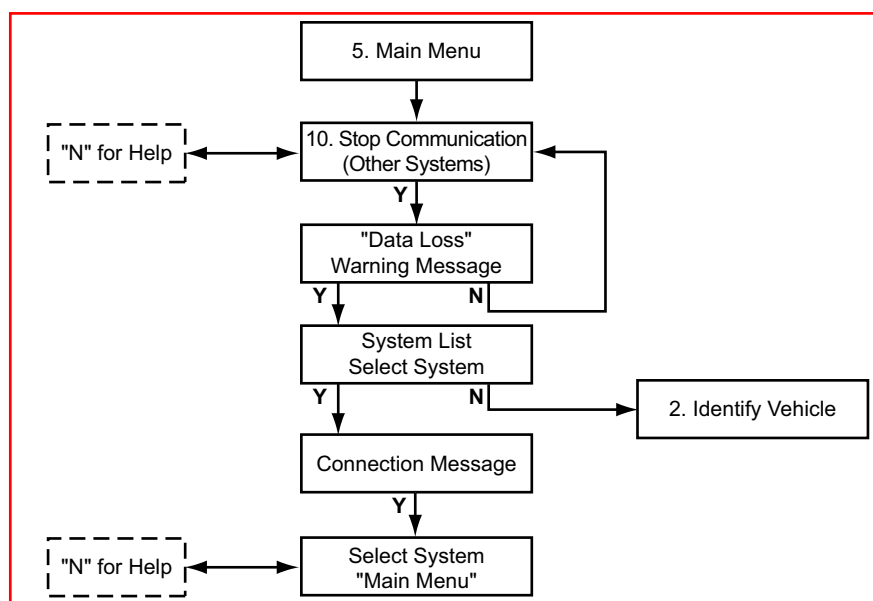 5. Main Menu
"N" for Help
10. Stop Communication
(Other Systems)
Y
"Data Loss"
Warning Message
Y
N
System List
Select System
Y
N
2. Identify Vehicle
Connection Message
Y
"N" for Help
Select System
"Main Menu"